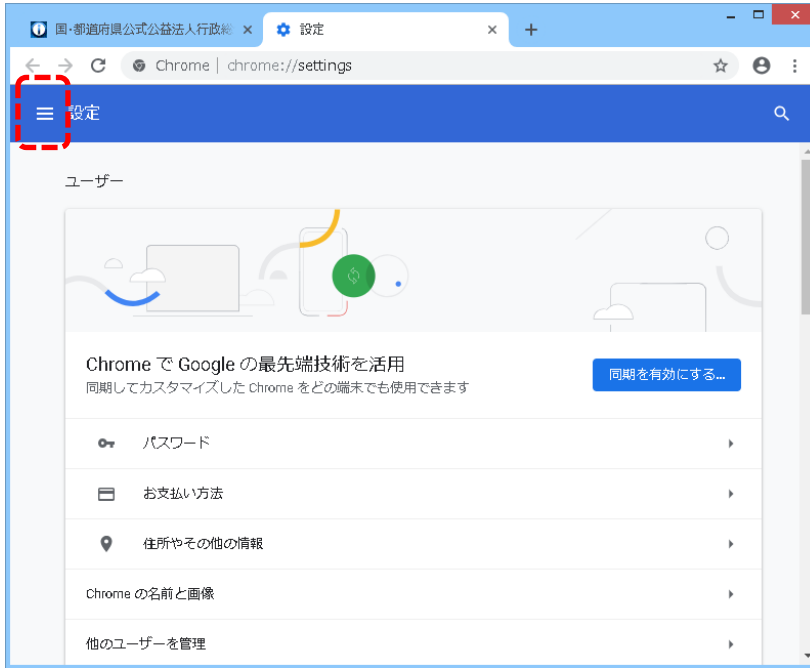 国・都道府県公式公益法人行政総
設定
Chrome | chrome://settings
設定
ユーザー
Chrome で Google の最先端技術を活用
同期してカスタマイズした Chrome をどの端末でも使用できます
同期を有効にする...
パスワード
お支払い方法
住所やその他の情報
Chrome の名前と画像
他のユーザーを管理